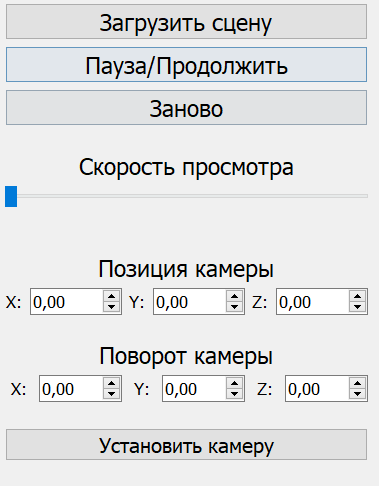 Загрузить сцену
Пауза/Продолжить
Заново
Скорость просмотра
Позиция камеры
X: 0,00 Y: 0,00 Z: 0,00
Поворот камеры
X: 0,00 Y: 0,00 Z: 0,00
Установить камеру